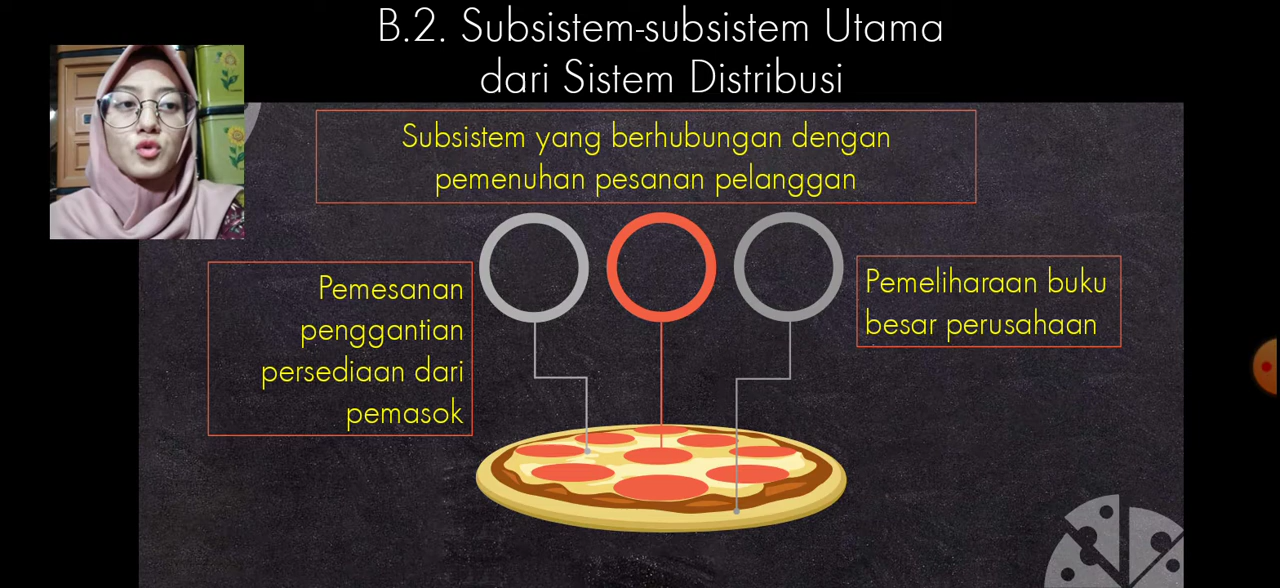 B.2. Subsistem-subsistem Utama
dari Sistem Distribusi
Subsistem yang berhubungan dengan
pemenuhan pesanan pelanggan
Pemesanan
penggantian
persediaan dari
pemasok
Pemeliharaan buku
besar perusahaan